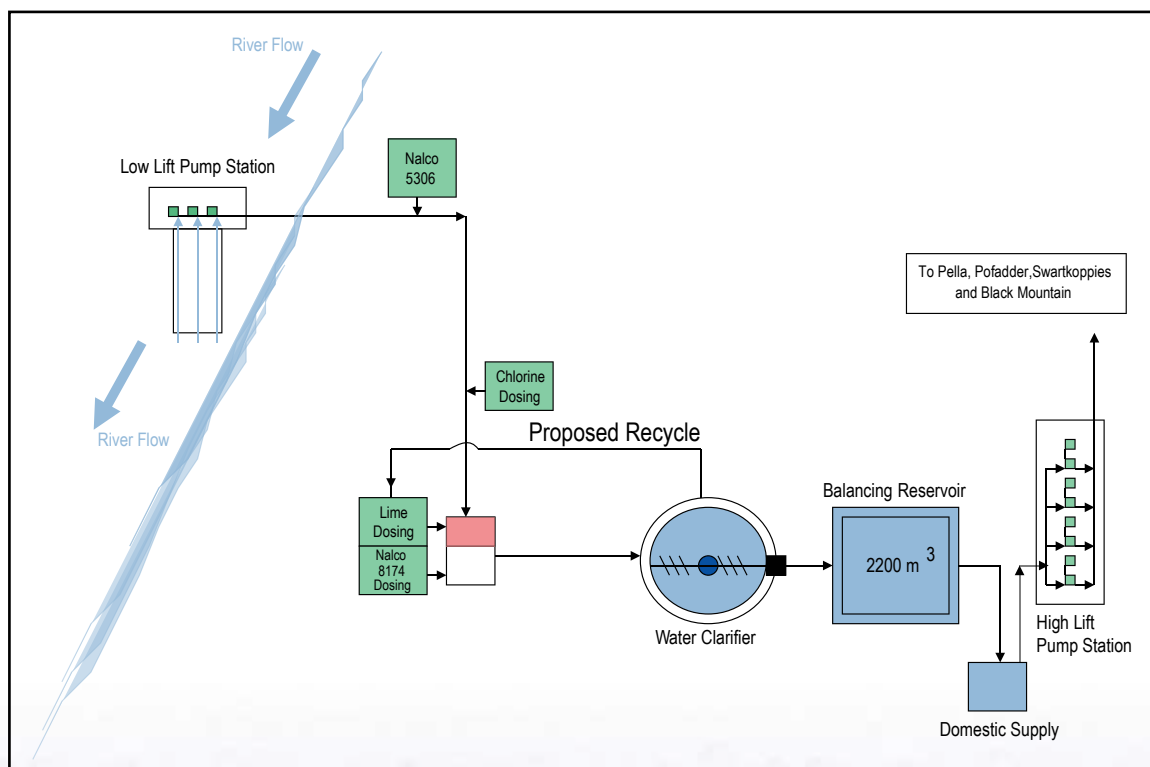 River Flow
Low Lift Pump Station
Nalco
5306
To Pella, Pofadder,Swartkoppies
and Black Mountain
Chlorine
Dosing
River Flow
Proposed Recycle
Lime
Dosing
Nalco
8174
Dosing
Balancing Reservoir
2200 m 3
Water Clarifier
High Lift
Pump Station
Domestic Supply